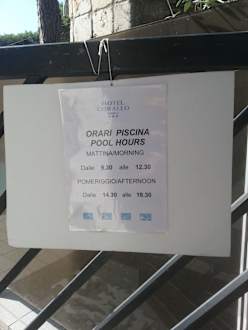 HOTEL
CORALLO
ORARI PISCINA
POOL HOURS
MATTINA/MORNING
Dalle 9.30 alle 12.30
POMERIGGIO/AFTERNOON
Dalle 14.30 alle 18.30